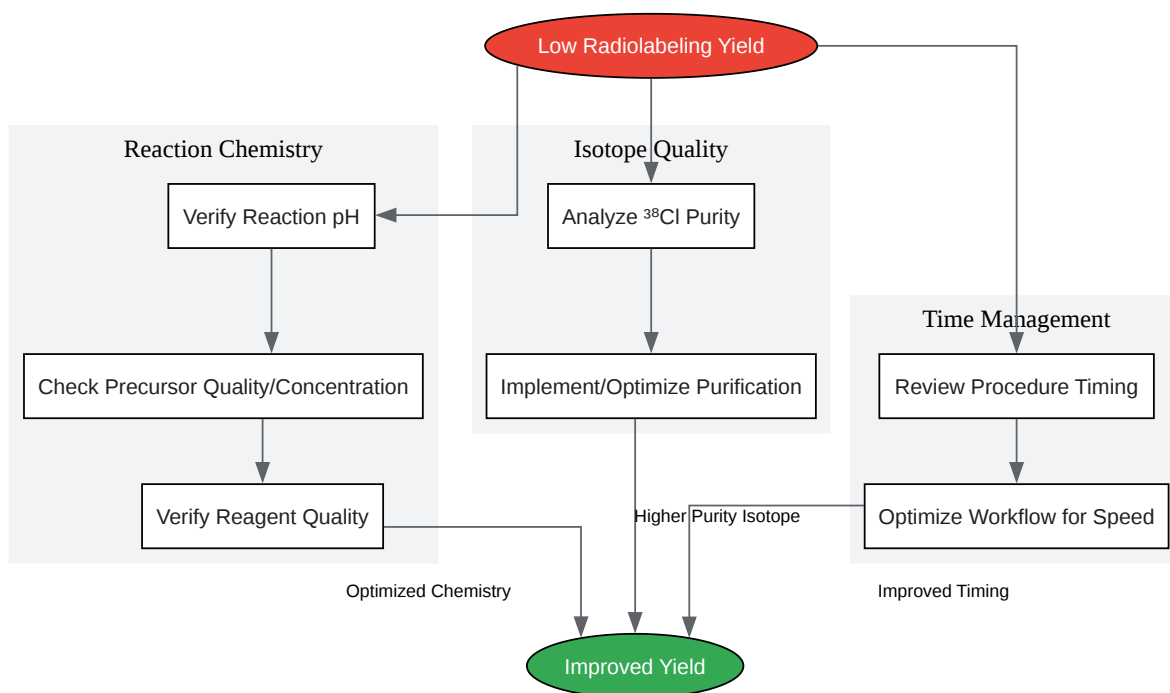 Low Radiolabeling Yield
Reaction Chemistry
Isotope Quality
Verify Reaction pH
Analyze ³⁸Cl Purity
Time Management
Check Precursor Quality/Concentration
Implement/Optimize Purification
Review Procedure Timing
Verify Reagent Quality
Higher Purity Isotope
Optimize Workflow for Speed
Optimized Chemistry
Improved Timing
Improved Yield